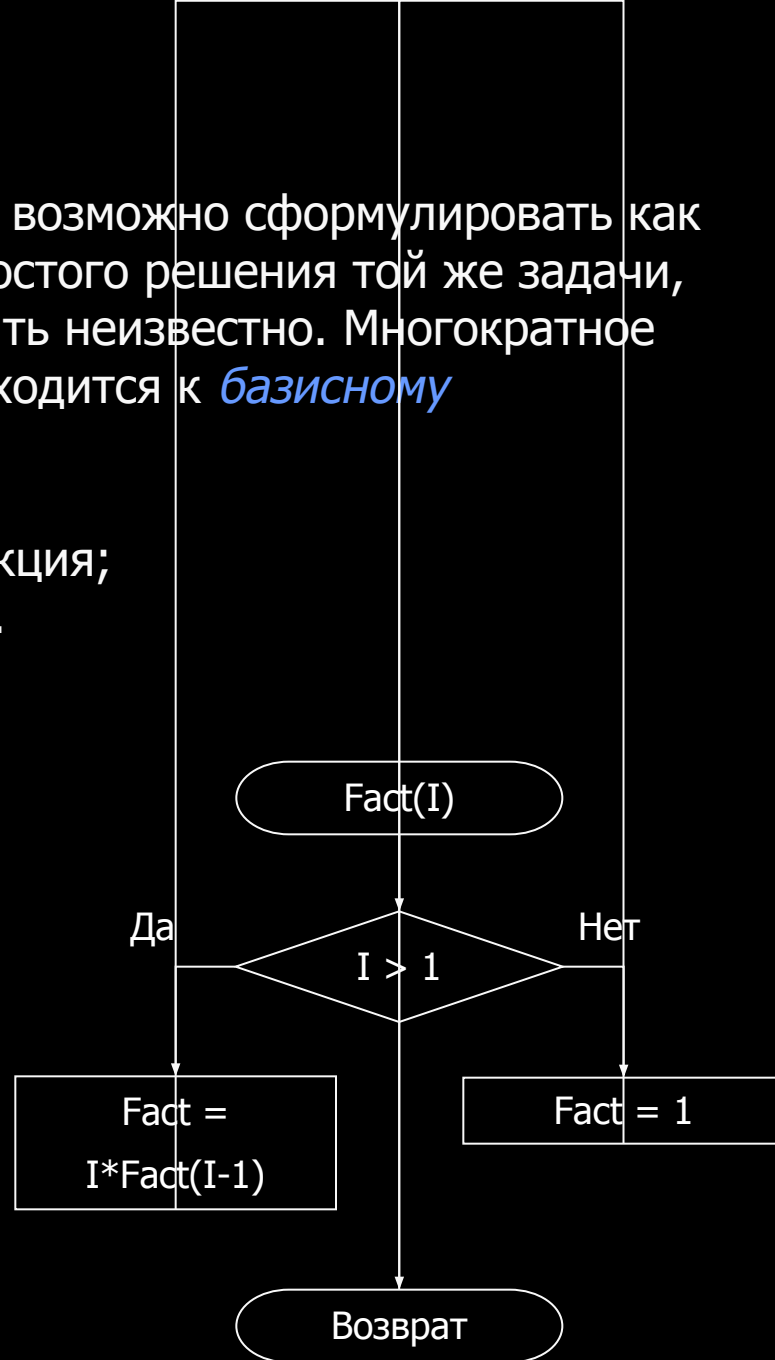 возможно сформулировать как
остого решения той же задачи,
ть неизвестно. Многократное
ходится к базисному
кция;
.
Fact(I)
Да
Нет
I > 1
Fact =
I*Fact(I-1)
Fact = 1
Возврат